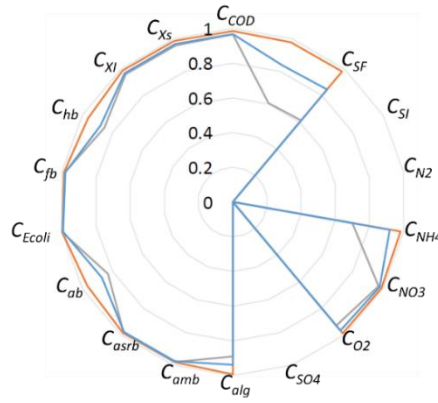 C_COD
C_SF
C_SI
C_N2
C_NH4
C_NO3
C_O2
C_SO4
C_alg
C_amb
C_asrb
C_ab
C_Ecoli
C_fb
C_hb
C_XI
C_Xs
1
0.8
0.6
0.4
0.2
0